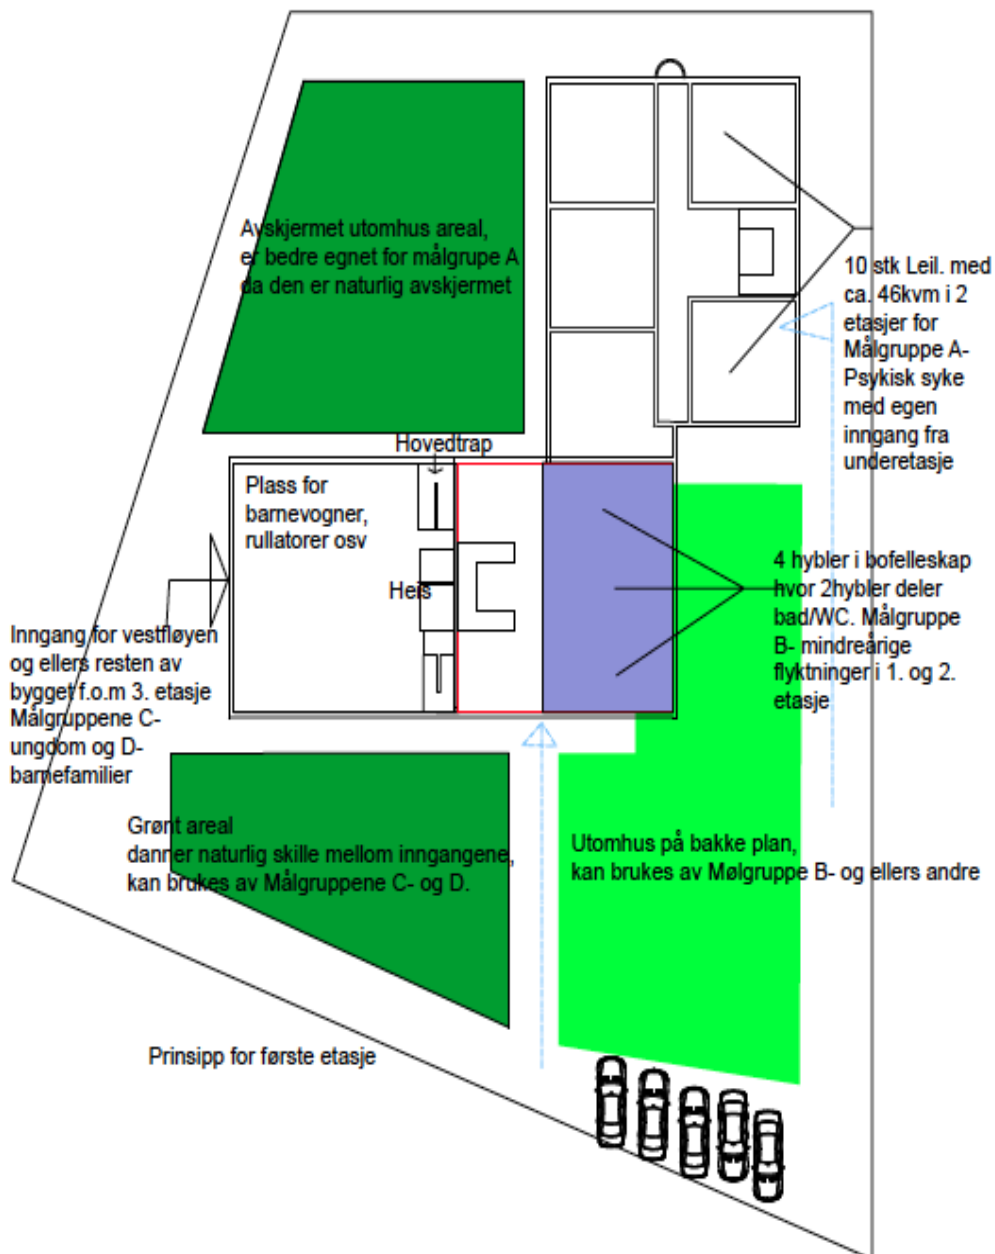 Avskjermet utomhus areal,
er bedre egnet for målgrupe A
da den er naturlig avskjermet
10 stk Leil. med
ca. 46kvm i 2
etasjer for
Målgruppe A-
Psykisk syke
med egen
inngang fra
underetasje
Hovedtrap
Plass for
barnevogner,
rullatorer osv
Heis
4 hybler i bofelleskap
hvor 2hybler deler
bad/WC. Målgruppe
B- mindreårige
flyktninger i 1. og 2.
etasje
Inngang for vestfløyen
og ellers resten av
bygget f.o.m 3. etasje
Målgruppene C-
ungdom og D-
barnefamilier
Grønt areal
danner naturlig skille mellom inngangene,
kan brukes av Målgruppene C- og D.
Utomhus på bakke plan,
kan brukes av Mølgruppe B- og ellers andre
Prinsipp for første etasje